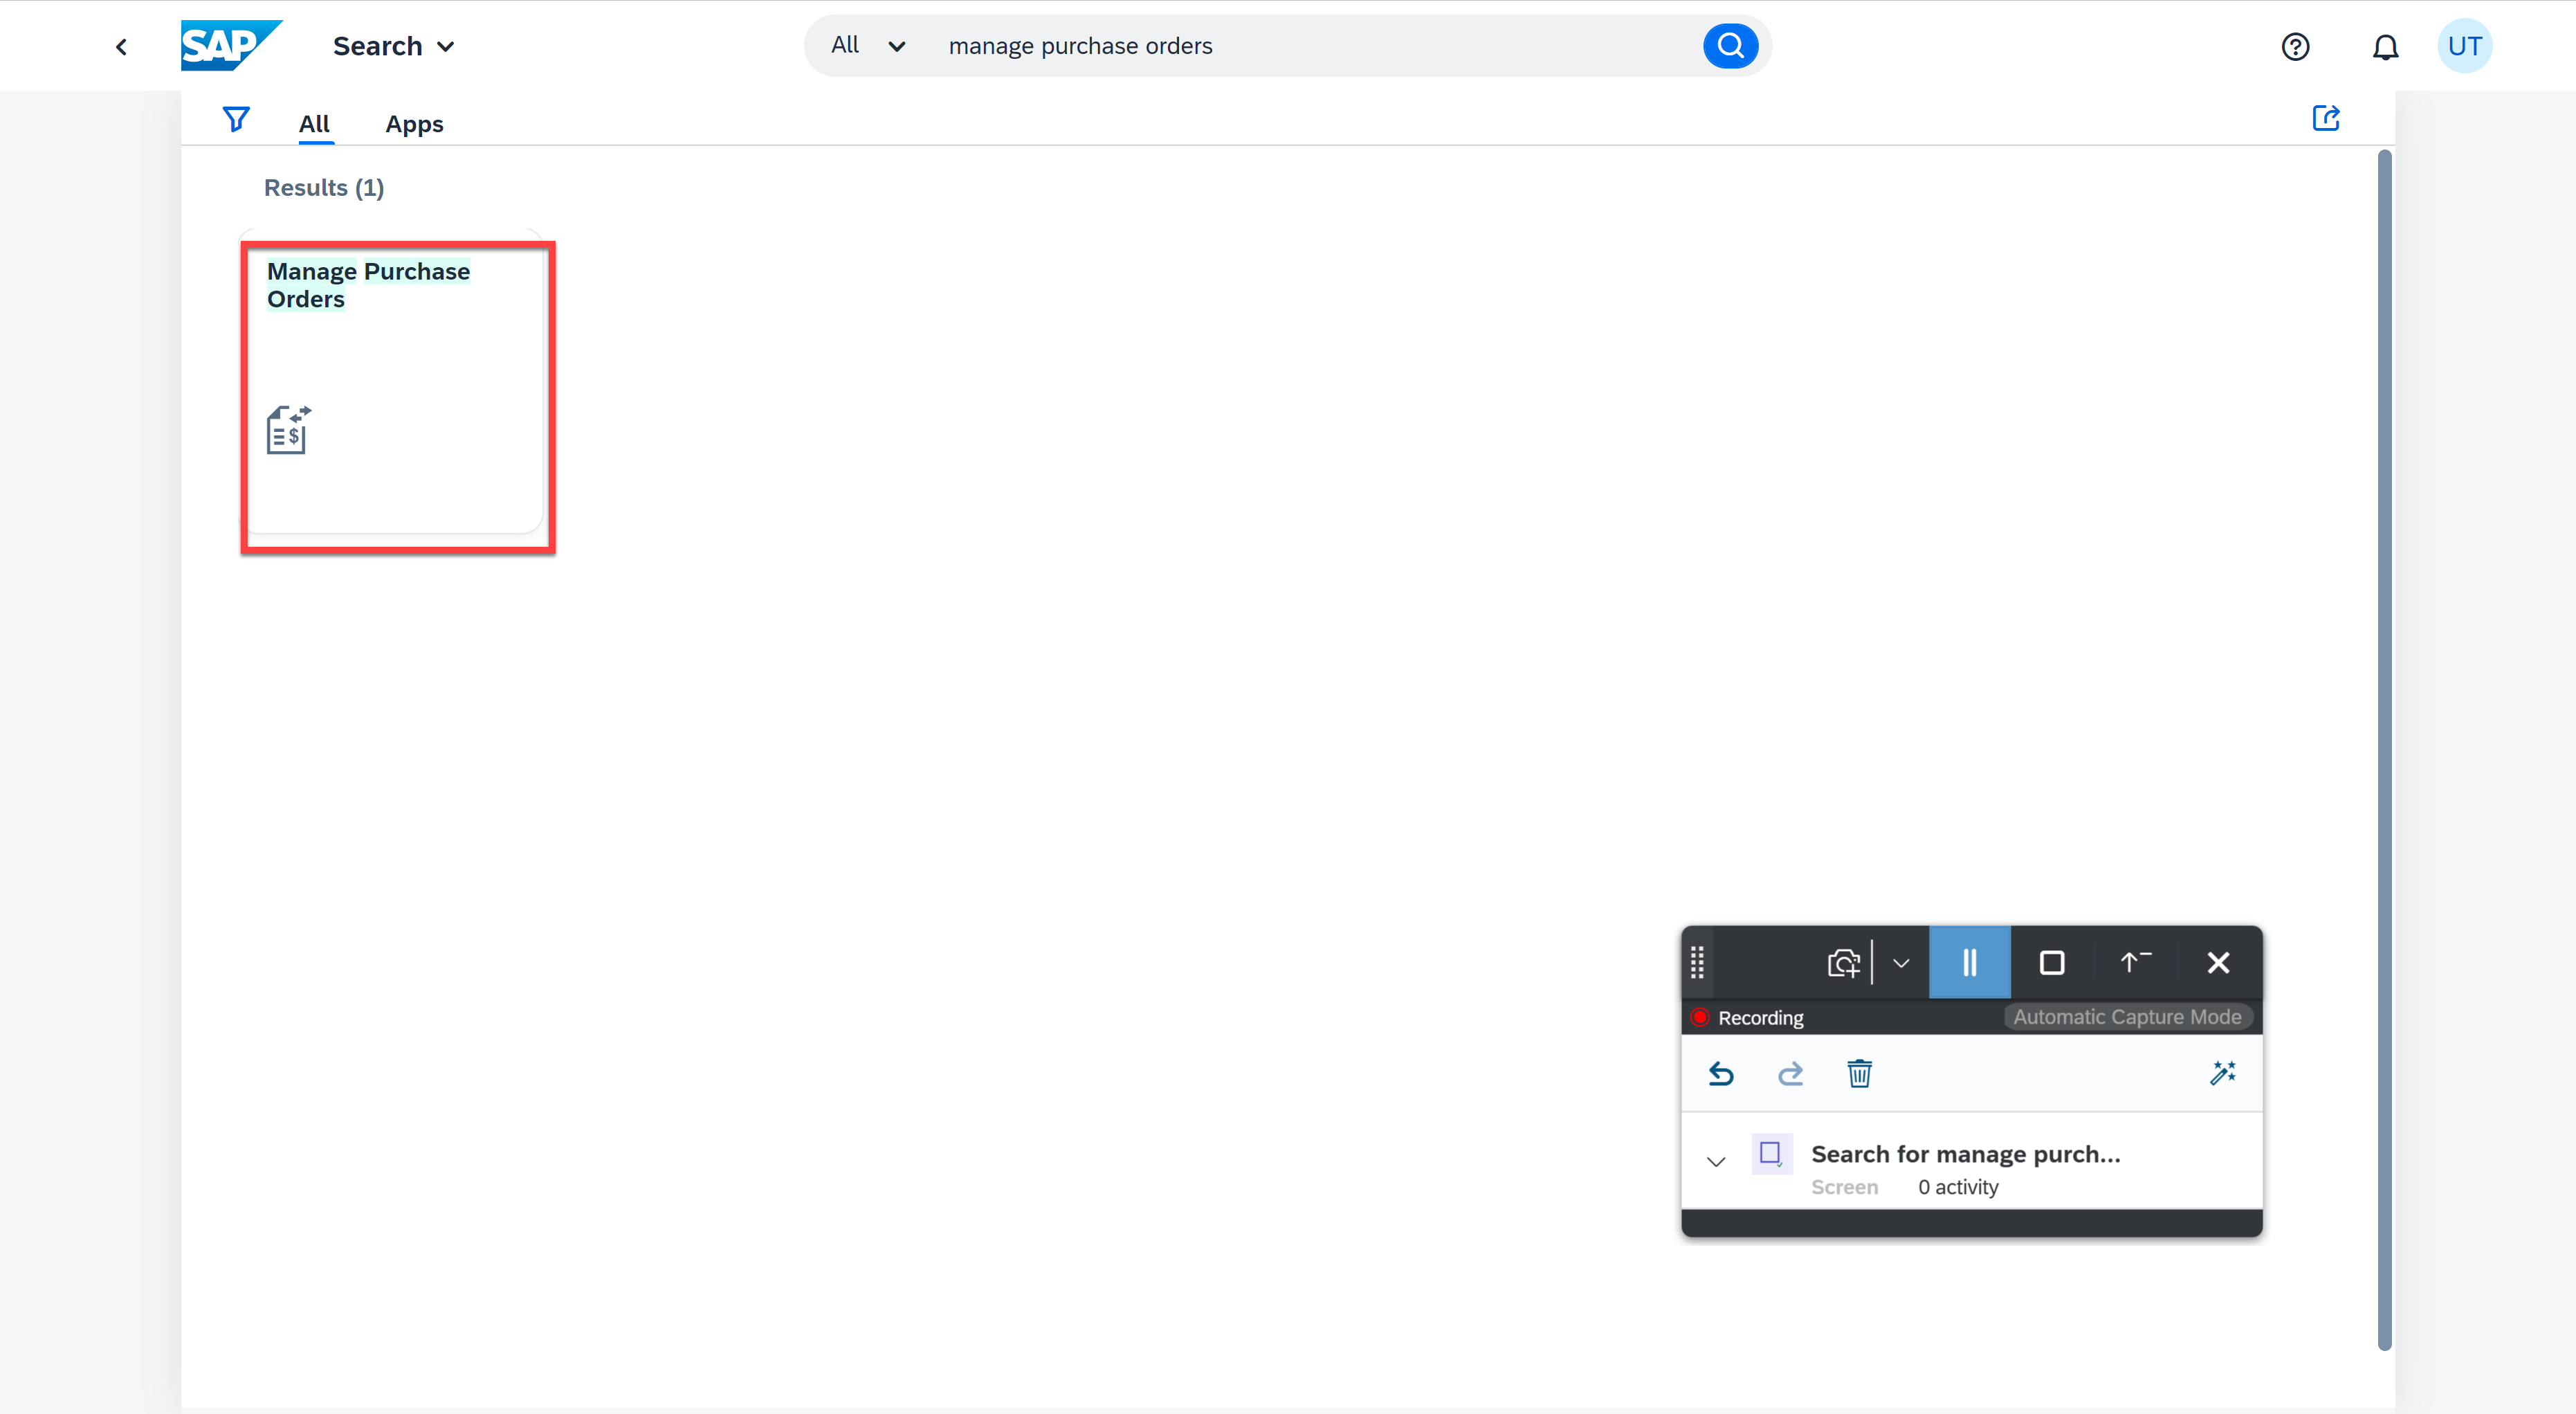 SAP
Search
All
manage purchase orders
UT
All
Apps
Results (1)
Manage Purchase
Orders
$
Recording
Automatic Capture Mode
Search for manage purch...
Screen
0 activity